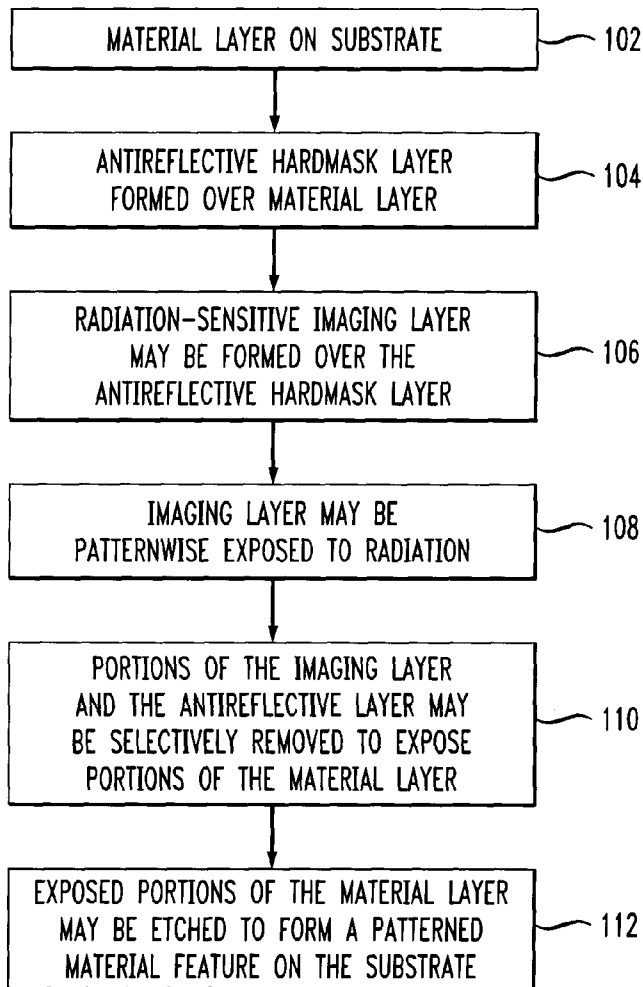 MATERIAL LAYER ON SUBSTRATE
102
ANTIREFLECTIVE HARDMASK LAYER
FORMED OVER MATERIAL LAYER
104
RADIATION-SENSITIVE IMAGING LAYER
MAY BE FORMED OVER THE
ANTIREFLECTIVE HARDMASK LAYER
106
IMAGING LAYER MAY BE
PATTERNWISE EXPOSED TO RADIATION
108
PORTIONS OF THE IMAGING LAYER
AND THE ANTIREFLECTIVE LAYER MAY
BE SELECTIVELY REMOVED TO EXPOSE
PORTIONS OF THE MATERIAL LAYER
110
EXPOSED PORTIONS OF THE MATERIAL LAYER
MAY BE ETCHED TO FORM A PATTERNED
MATERIAL FEATURE ON THE SUBSTRATE
112